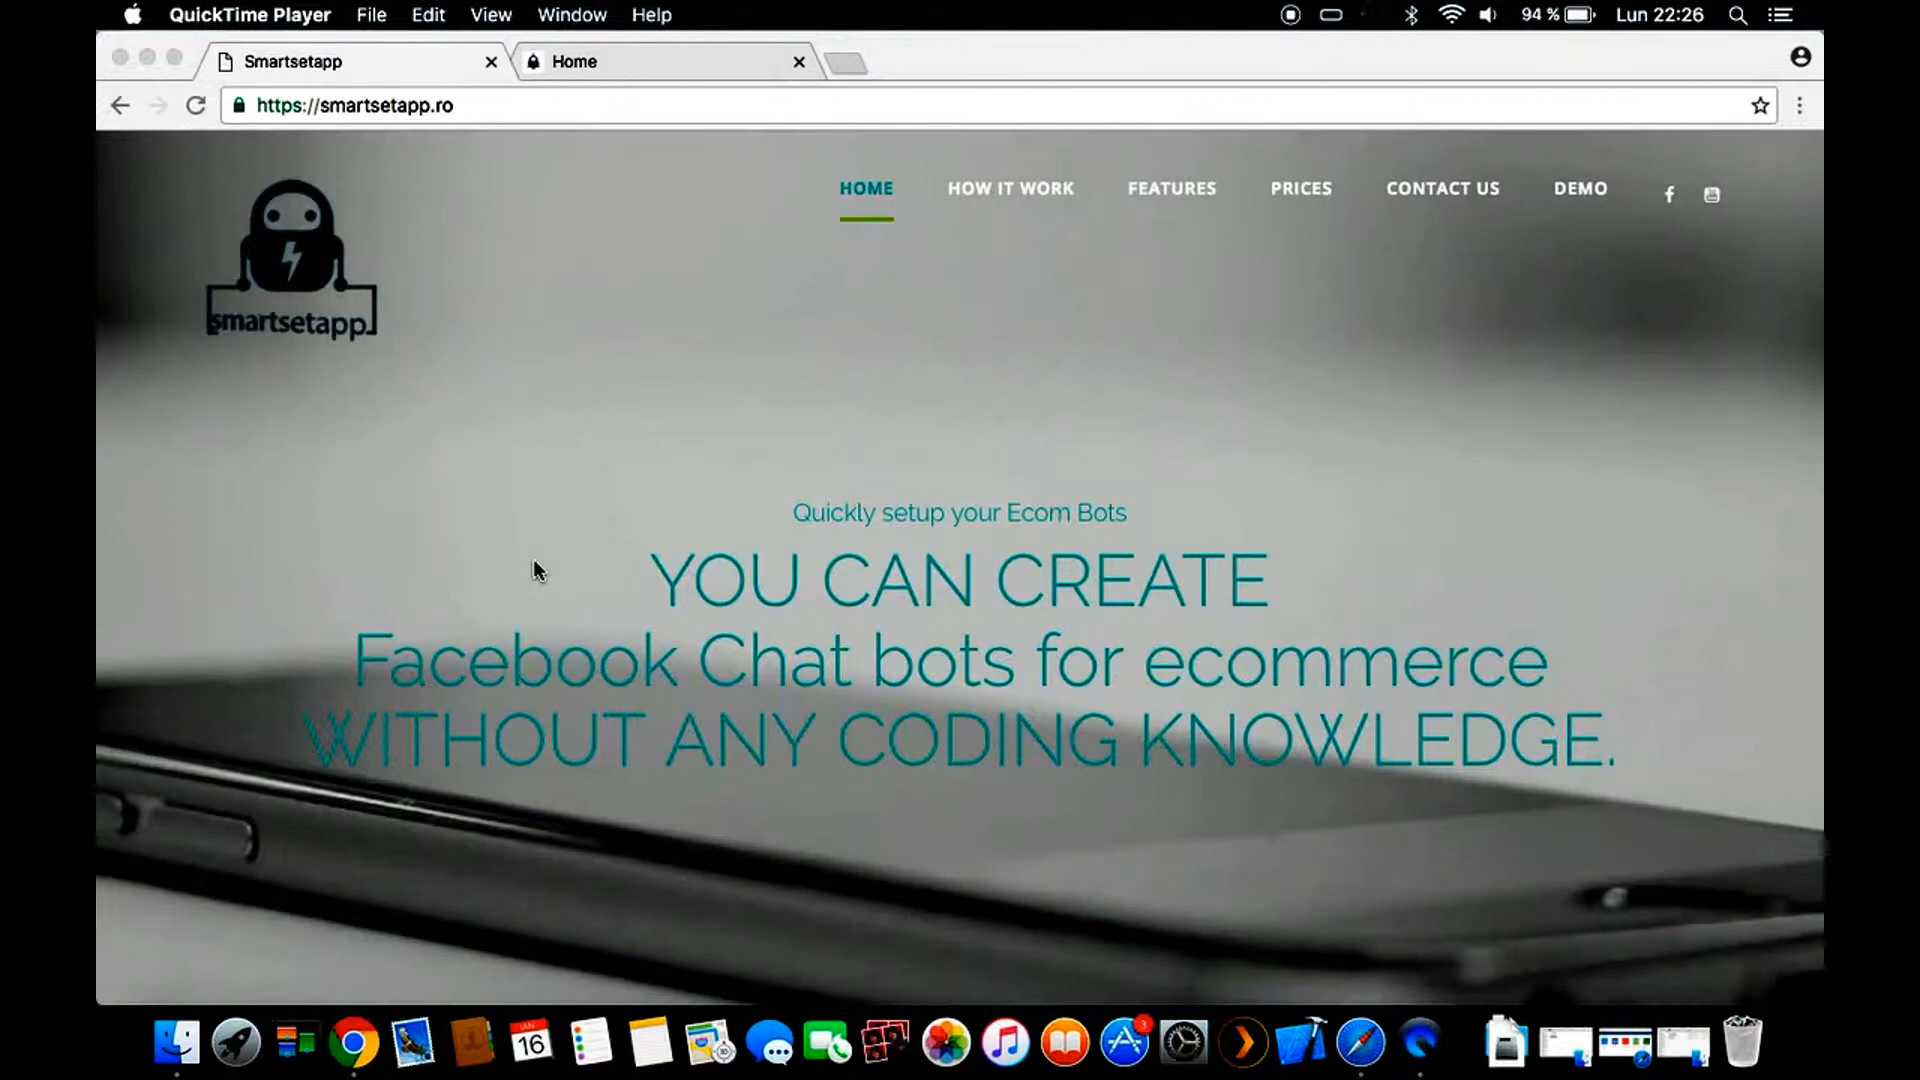 QuickTime Player File Edit View Window Help 94 % Lun 22:26
Smartsetapp Home
https://smartsetapp.ro
HOME HOW IT WORK FEATURES PRICES CONTACT US DEMO
smartsetapp
Quickly setup your Ecom Bots
YOU CAN CREATE
Facebook Chat bots for ecommerce
WITHOUT ANY CODING KNOWLEDGE.
JAN
16
3